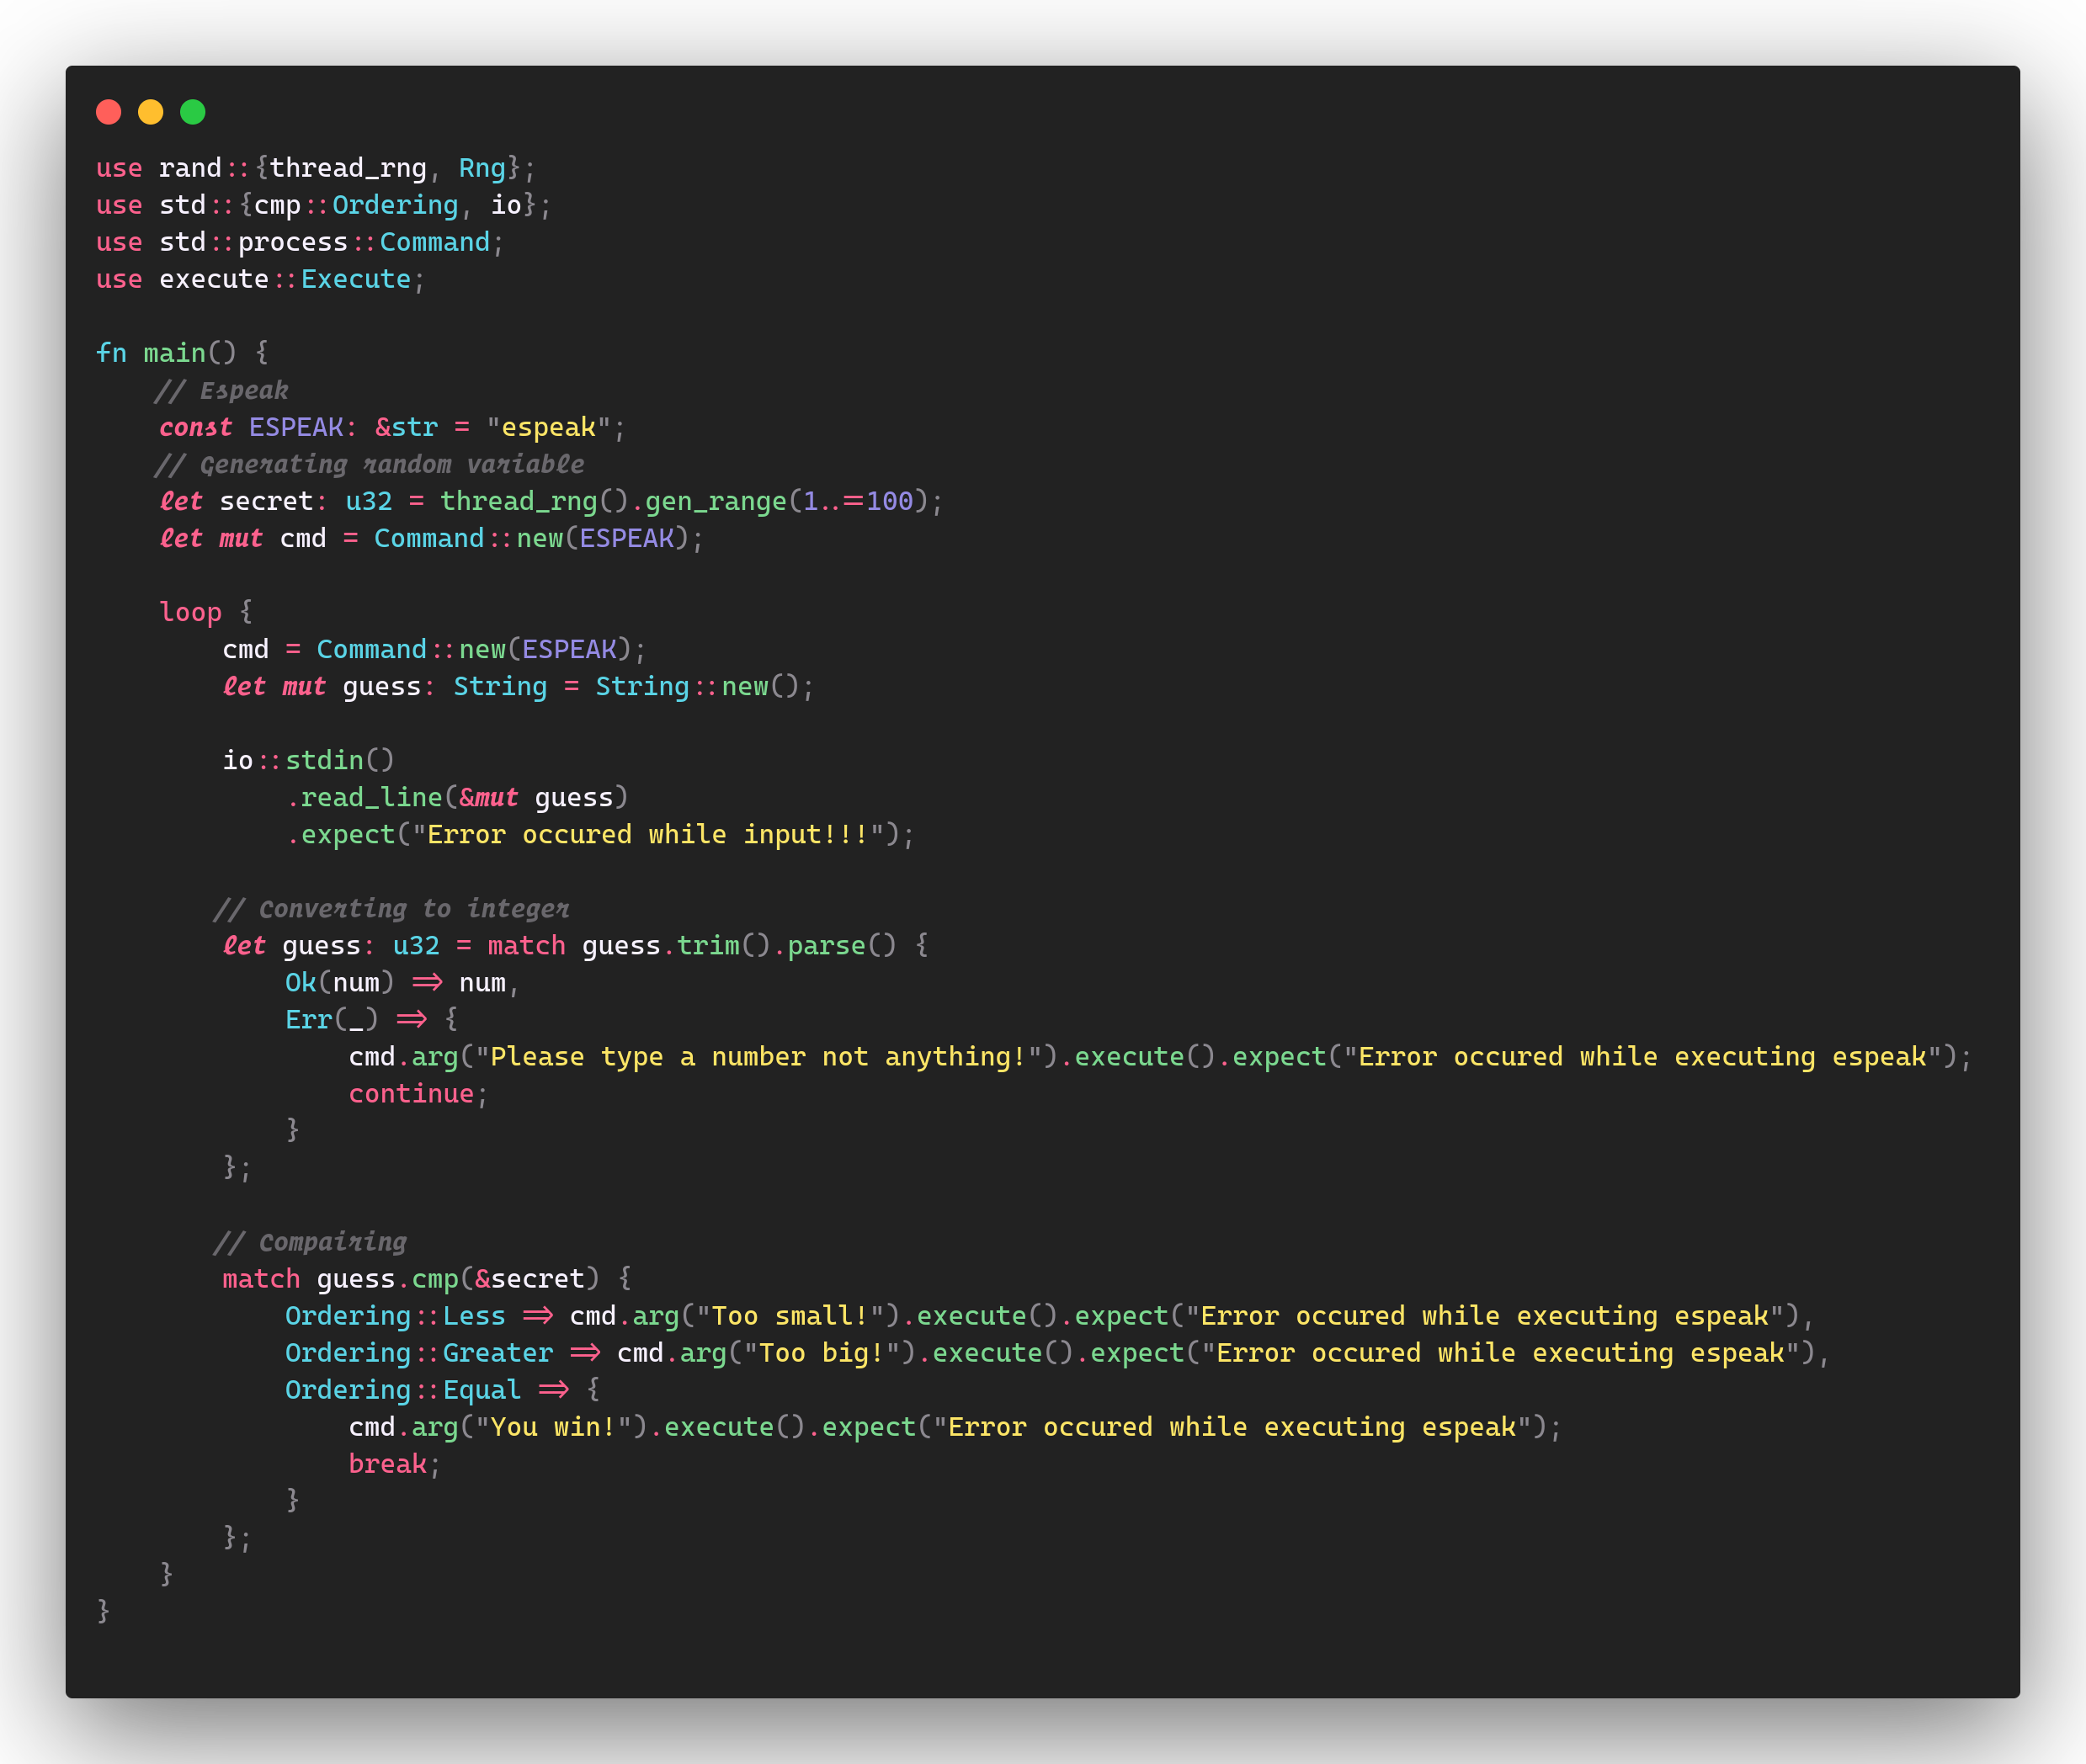 use rand::{thread_rng, Rng};
use std::{cmp::Ordering, io};
use std::process::Command;
use execute::Execute;

fn main() {
    // Espeak
    const ESPEAK: &str = "espeak";
    // Generating random variable
    let secret: u32 = thread_rng().gen_range(1..=100);
    let mut cmd = Command::new(ESPEAK);

    loop {
        cmd = Command::new(ESPEAK);
        let mut guess: String = String::new();

        io::stdin()
            .read_line(&mut guess)
            .expect("Error occured while input!!!");

        // Converting to integer
        let guess: u32 = match guess.trim().parse() {
            Ok(num) => num,
            Err(_) => {
                cmd.arg("Please type a number not anything!").execute().expect("Error occured while executing espeak");
                continue;
            }
        };

        // Compairing
        match guess.cmp(&secret) {
            Ordering::Less => cmd.arg("Too small!").execute().expect("Error occured while executing espeak"),
            Ordering::Greater => cmd.arg("Too big!").execute().expect("Error occured while executing espeak"),
            Ordering::Equal => {
                cmd.arg("You win!").execute().expect("Error occured while executing espeak");
                break;
            }
        };
    }
}